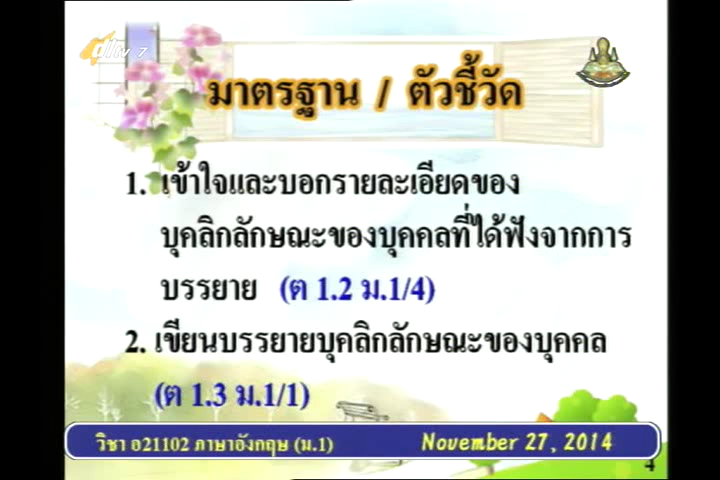 dltv 7
มาตรฐาน / ตัวชี้วัด
1. เข้าใจและบอกรายละเอียดของ
บุคลิกลักษณะของบุคคลที่ได้ฟังจากการ
บรรยาย (ต 1.2 ม.1/4)
2. เขียนบรรยายบุคลิกลักษณะของบุคคล
(ต 1.3 ม.1/1)
วิชา อ21102 ภาษาอังกฤษ (ม.1) November 27, 2014
4